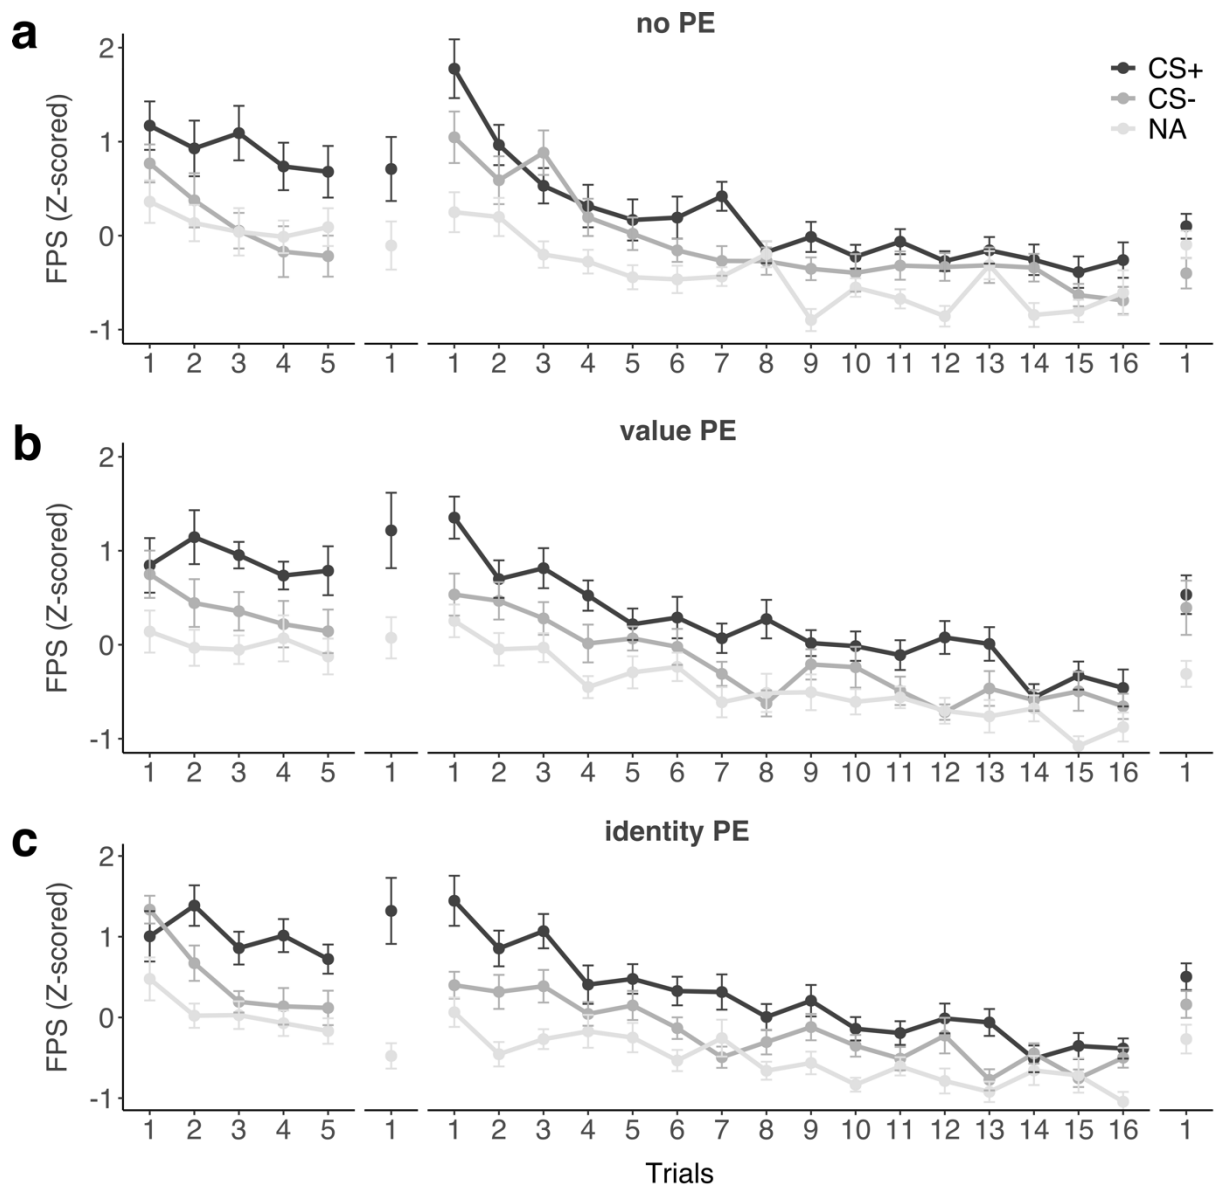 a
no PE
FPS (Z-scored)
2
1
0
-1
CS+
CS-
NA
1 2 3 4 5 1 1 2 3 4 5 6 7 8 9 10 11 12 13 14 15 16 1
b
value PE
FPS (Z-scored)
2
1
0
-1
1 2 3 4 5 1 1 2 3 4 5 6 7 8 9 10 11 12 13 14 15 16 1
c
identity PE
FPS (Z-scored)
2
1
0
-1
1 2 3 4 5 1 1 2 3 4 5 6 7 8 9 10 11 12 13 14 15 16 1
Trials